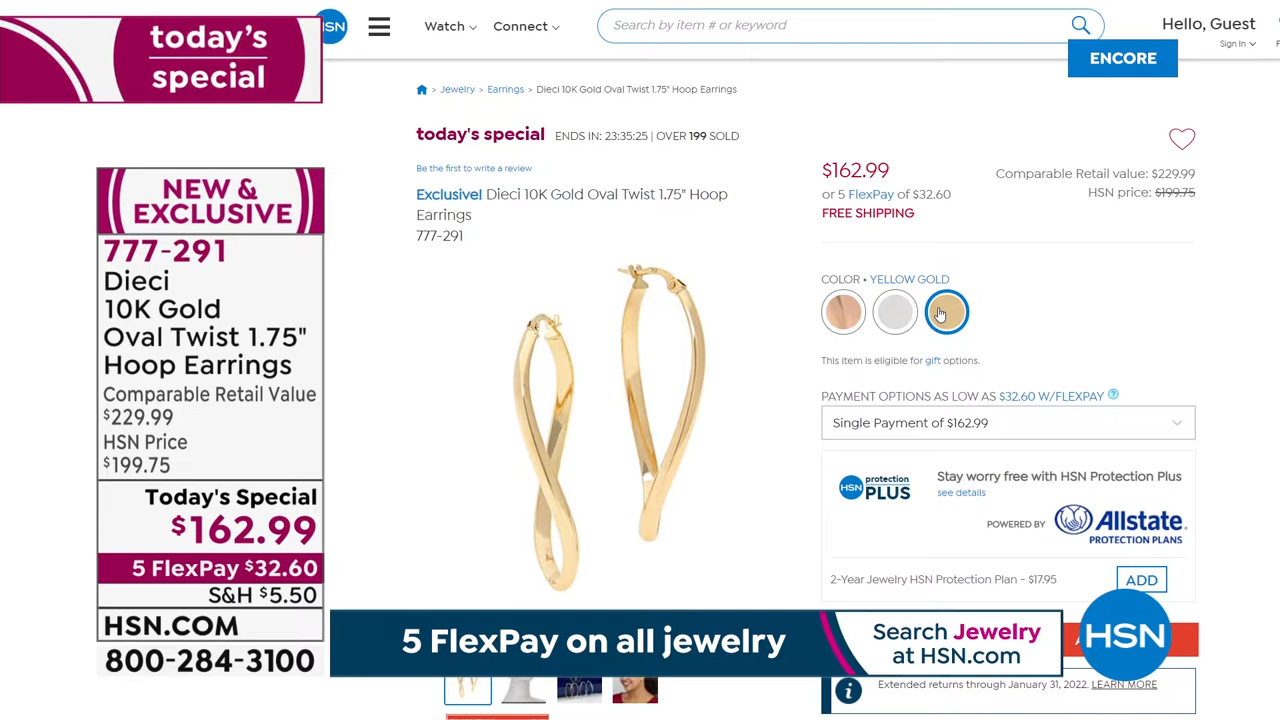 today's
special
HSN
Watch
Connect
Search by item # or keyword
Hello, Guest
Sign In
ENCORE
> Jewelry > Earrings > Dieci 10K Gold Oval Twist 1.75" Hoop Earrings
today's special ENDS IN: 23:35:25 | OVER 199 SOLD
Be the first to write a review
Exclusive! Dieci 10K Gold Oval Twist 1.75" Hoop
Earrings
777-291
$162.99
or 5 FlexPay of $32.60
FREE SHIPPING
Comparable Retail value: $229.99
HSN price: $199.75
COLOR • YELLOW GOLD
This item is eligible for gift options.
PAYMENT OPTIONS AS LOW AS $32.60 W/FLEXPAY ?
Single Payment of $162.99
HSN protection PLUS
Stay worry free with HSN Protection Plus
see details
POWERED BY Allstate.
PROTECTION PLANS
2-Year Jewelry HSN Protection Plan - $17.95
ADD
NEW &
EXCLUSIVE
777-291
Dieci
10K Gold
Oval Twist 1.75"
Hoop Earrings
Comparable Retail Value
$229.99
HSN Price
$199.75
Today's Special
$162.99
5 FlexPay $32.60
S&H $5.50
HSN.COM
800-284-3100
5 FlexPay on all jewelry
Search Jewelry
at HSN.com
HSN
Extended returns through January 31, 2022. LEARN MORE